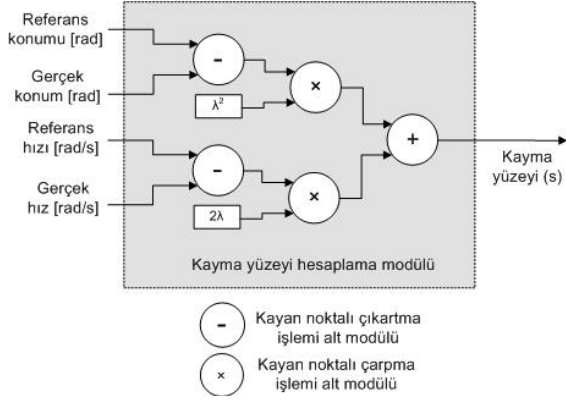 Referans
konumu [rad]
Gerçek
konum [rad]
Referans
hızı [rad/s]
Gerçek
hız [rad/s]
-
λ²
×
-
2λ
×
+
Kayma
yüzeyi (s)
Kayma yüzeyi hesaplama modülü
-
Kayan noktalı çıkartma
işlemi alt modülü
×
Kayan noktalı çarpma
işlemi alt modülü